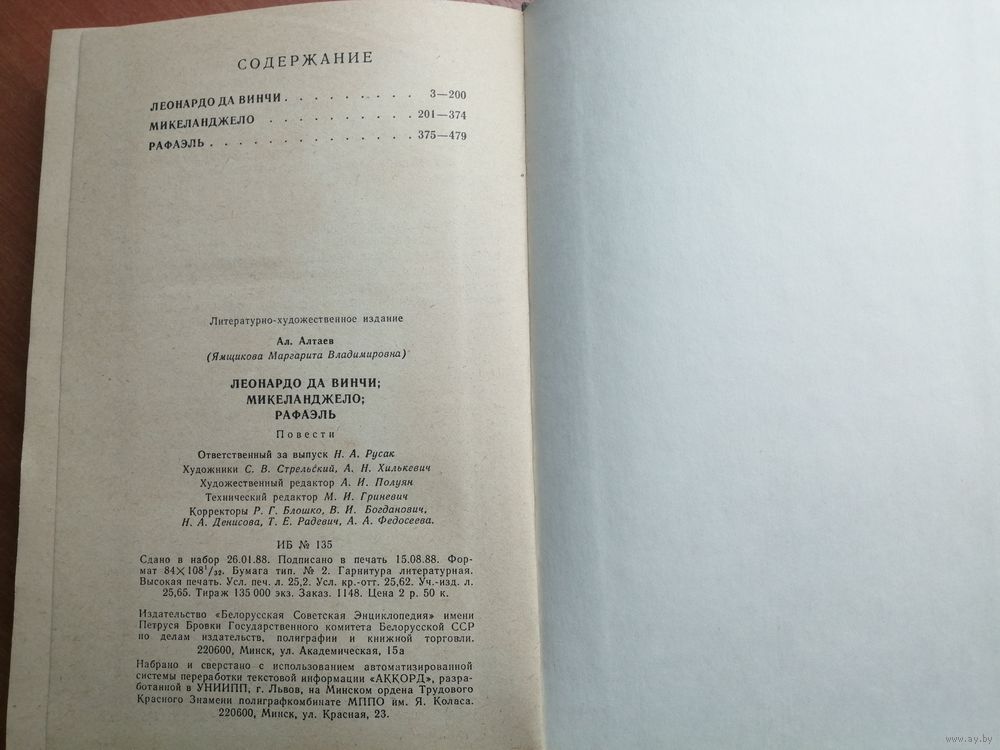 СОДЕРЖАНИЕ
ЛЕОНАРДО ДА ВИНЧИ . . . . . . . . . 3—200
МИКЕЛАНДЖЕЛО . . . . . . . . . . 201—374
РАФАЭЛЬ . . . . . . . . . . . . . . 375—479
Литературно-художественное издание
Ал. Алтаев
(Ямщикова Маргарита Владимировна)
ЛЕОНАРДО ДА ВИНЧИ;
МИКЕЛАНДЖЕЛО;
РАФАЭЛЬ
Повести
Ответственный за выпуск Н. А. Русак
Художники С. В. Стрельский, А. Н. Хилькевич
Художественный редактор А. И. Полуян
Технический редактор М. И. Гриневич
Корректоры Р. Г. Блошко, В. И. Богданович,
Н. А. Денисова, Т. Е. Радевич, А. А. Федосеева.
ИБ № 135
Сдано в набор 26.01.88. Подписано в печать 15.08.88. Фор-
мат 84×108¹/₃₂. Бумага тип. № 2. Гарнитура литературная.
Высокая печать. Усл. печ. л. 25,2. Усл. кр.-отт. 25,62. Уч.-изд. л.
25,65. Тираж 135 000 экз. Заказ. 1148. Цена 2 р. 50 к.
Издательство «Белорусская Советская Энциклопедия» имени
Петруся Бровки Государственного комитета Белорусской ССР
по делам издательств, полиграфии и книжной торговли.
220600, Минск, ул. Академическая, 15а
Набрано и сверстано с использованием автоматизированной
системы переработки текстовой информации «АККОРД», разра-
ботанной в УНИИПП, г. Львов, на Минском ордена Трудового
Красного Знамени полиграфкомбинате МППО им. Я. Коласа.
220600, Минск, ул. Красная, 23.
www.ay.by